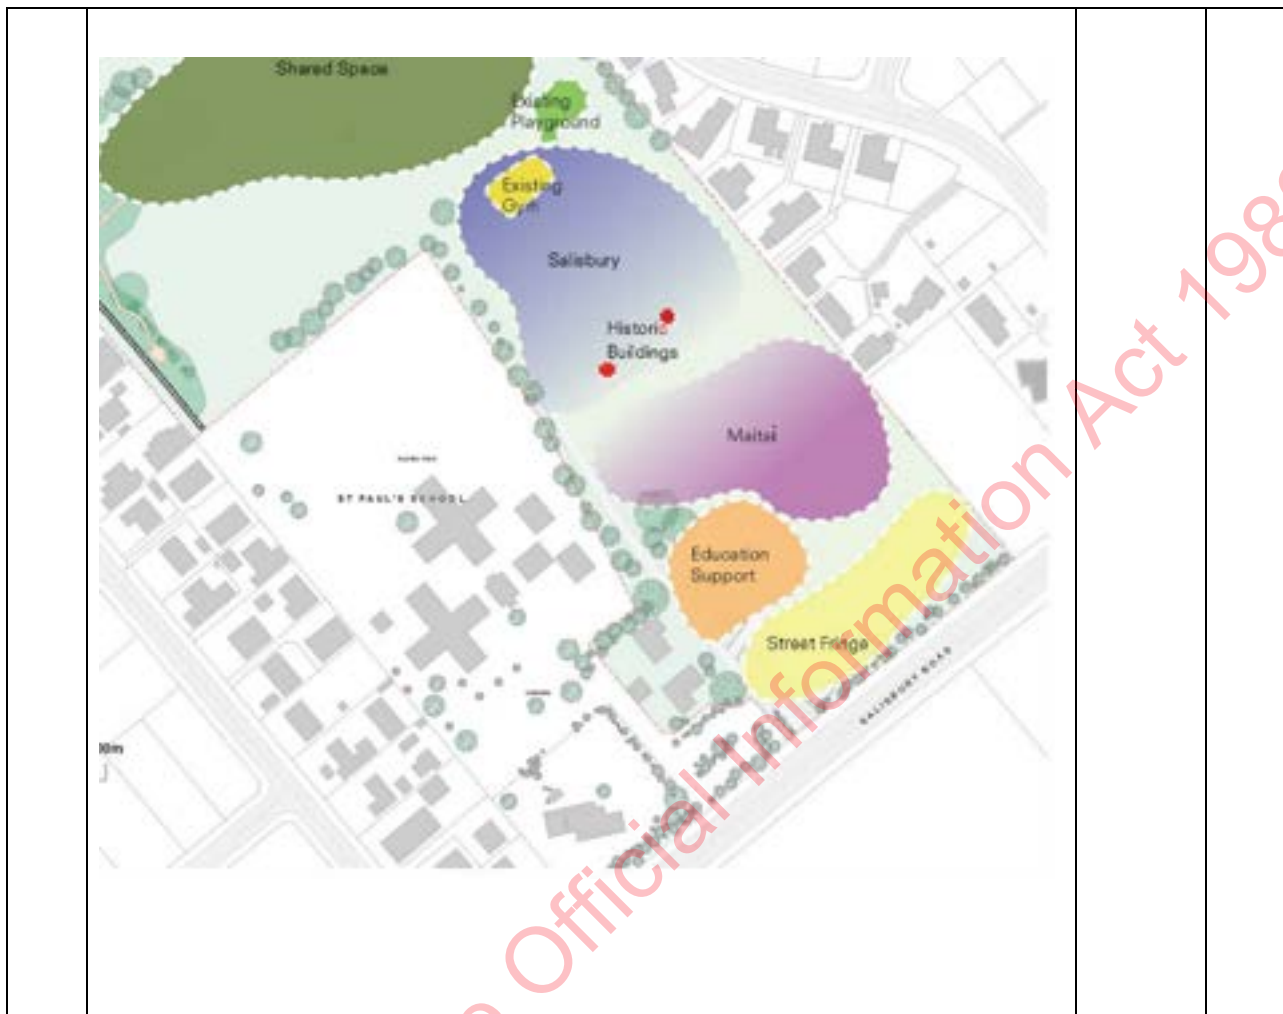 Shared Space
Existing
Playground
Existing
Gym
Salisbury
Historic
Buildings
Maitai
ST PAUL'S SCHOOL
Education
Support
Street Fringe
SALISBURY ROAD
00m
Official Information Act 198